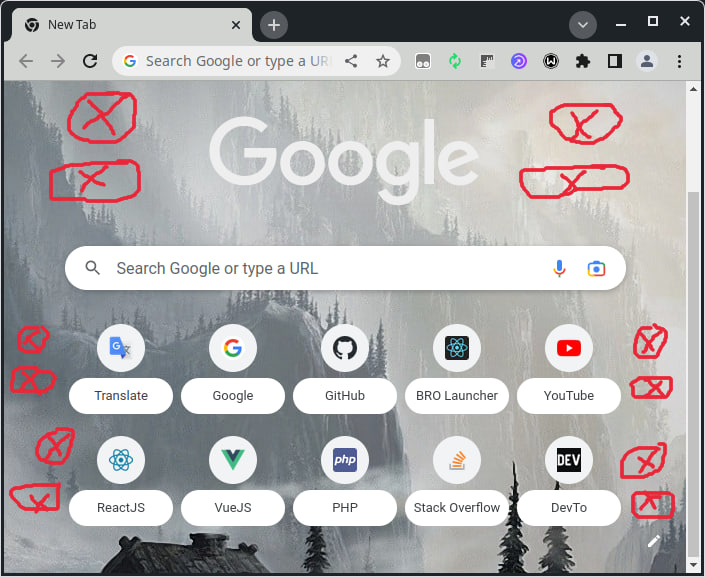 New Tab
Search Google or type a UR
Google
Search Google or type a URL
Translate
Google
GitHub
BRO Launcher
YouTube
php
DEV
ReactJS
VueJS
PHP
Stack Overflow
DevTo